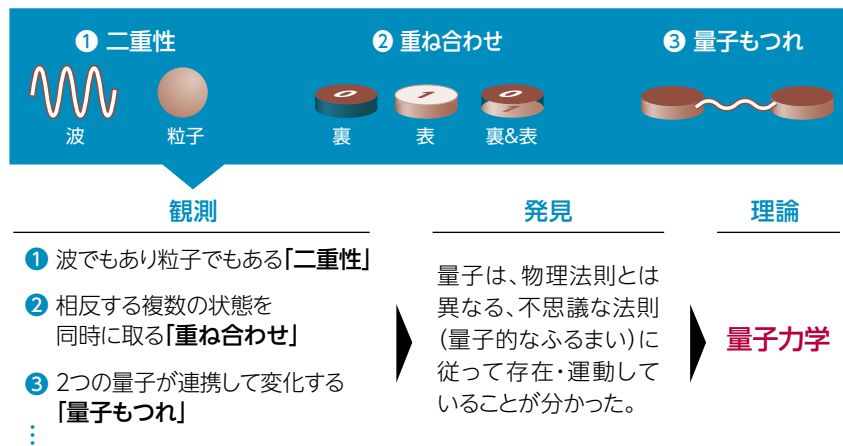 ❶ 二重性
❷ 重ね合わせ
❸ 量子もつれ
0
1
0
1
波
粒子
裏
表
裏&表
観測
発見
理論
❶ 波でもあり粒子でもある「二重性」
❷ 相反する複数の状態を
同時に取る「重ね合わせ」
❸ 2つの量子が連携して変化する
「量子もつれ」
⋮
量子は、物理法則とは
異なる、不思議な法則
(量子的なふるまい)に
従って存在・運動して
いることが分かった。
量子力学